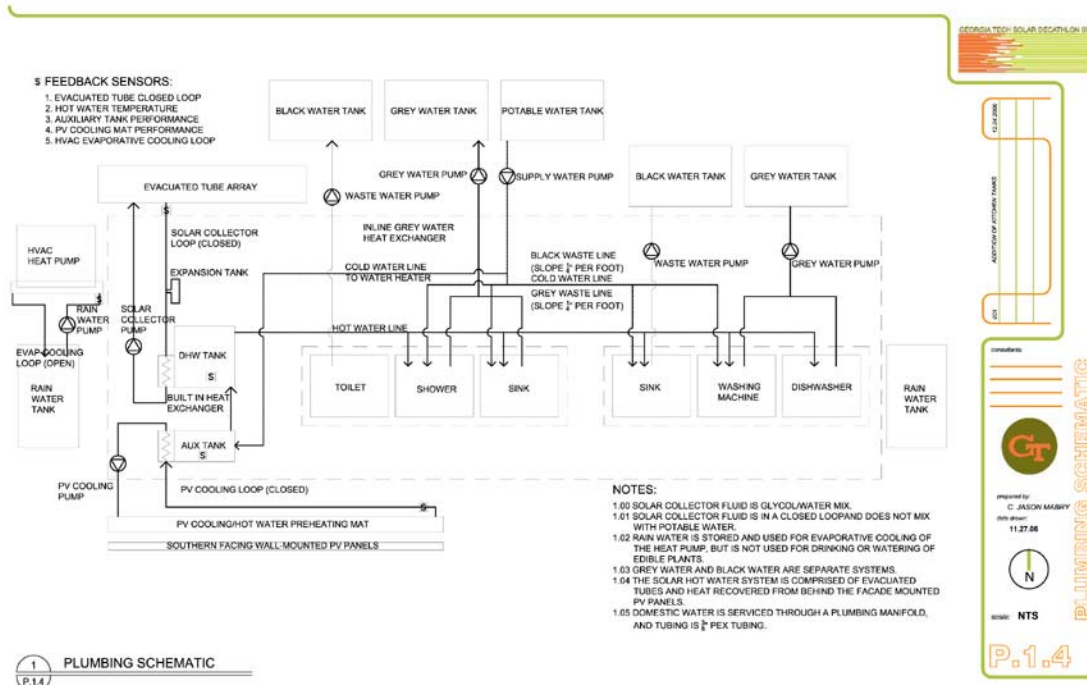 GEORGIA TECH SOLAR DECATHLON
S FEEDBACK SENSORS:
1. EVACUATED TUBE CLOSED LOOP
2. HOT WATER TEMPERATURE
3. AUXILIARY TANK PERFORMANCE
4. PV COOLING MAT PERFORMANCE
5. HVAC EVAPORATIVE COOLING LOOP
BLACK WATER TANK
GREY WATER TANK
POTABLE WATER TANK
EVACUATED TUBE ARRAY
S
WASTE WATER PUMP
GREY WATER PUMP
SUPPLY WATER PUMP
BLACK WATER TANK
GREY WATER TANK
HVAC
HEAT PUMP
S
SOLAR COLLECTOR
LOOP (CLOSED)
INLINE GREY WATER
HEAT EXCHANGER
EXPANSION TANK
COLD WATER LINE
TO WATER HEATER
BLACK WASTE LINE
(SLOPE PER FOOT)
COLD WATER LINE
GREY WASTE LINE
(SLOPE PER FOOT)
WASTE WATER PUMP
GREY WATER PUMP
RAIN
WATER
PUMP
SOLAR
COLLECTOR
PUMP
HOT WATER LINE
EVAP COOLING
LOOP (OPEN)
RAIN
WATER
TANK
DHW TANK
S
BUILT IN HEAT
EXCHANGER
TOILET
SHOWER
SINK
SINK
WASHING
MACHINE
DISHWASHER
RAIN
WATER
TANK
AUX TANK
S
PV COOLING
PUMP
PV COOLING LOOP (CLOSED)
S
PV COOLING/HOT WATER PREHEATING MAT
SOUTHERN FACING WALL-MOUNTED PV PANELS
NOTES:
1.00 SOLAR COLLECTOR FLUID IS GLYCOL/WATER MIX.
1.01 SOLAR COLLECTOR FLUID IS IN A CLOSED LOOPAND DOES NOT MIX
WITH POTABLE WATER.
1.02 RAIN WATER IS STORED AND USED FOR EVAPORATIVE COOLING OF
THE HEAT PUMP, BUT IS NOT USED FOR DRINKING OR WATERING OF
EDIBLE PLANTS.
1.03 GREY WATER AND BLACK WATER ARE SEPARATE SYSTEMS.
1.04 THE SOLAR HOT WATER SYSTEM IS COMPRISED OF EVACUATED
TUBES AND HEAT RECOVERED FROM BEHIND THE FACADE MOUNTED
PV PANELS.
1.05 DOMESTIC WATER IS SERVICED THROUGH A PLUMBING MANIFOLD,
AND TUBING IS PEX TUBING.
1
P.1.4
PLUMBING SCHEMATIC
12.04.2006
ADDITION OF KITCHEN TANKS
consultants:
GT
prepared by:
C. JASON MABRY
date drawn:
11.27.06
N
scale: NTS
PLUMBING SCHEMATIC
P.1.4